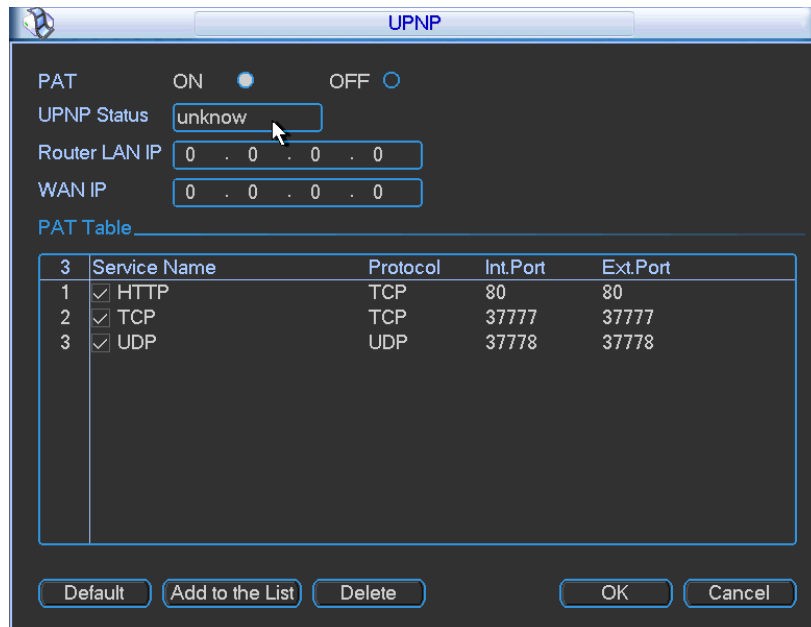 UPNP
PAT ON OFF
UPNP Status unknow
Router LAN IP 0 . 0 . 0 . 0
WAN IP 0 . 0 . 0 . 0
PAT Table
3 Service Name Protocol Int.Port Ext.Port
1 HTTP TCP 80 80
2 TCP TCP 37777 37777
3 UDP UDP 37778 37778
Default Add to the List Delete OK Cancel